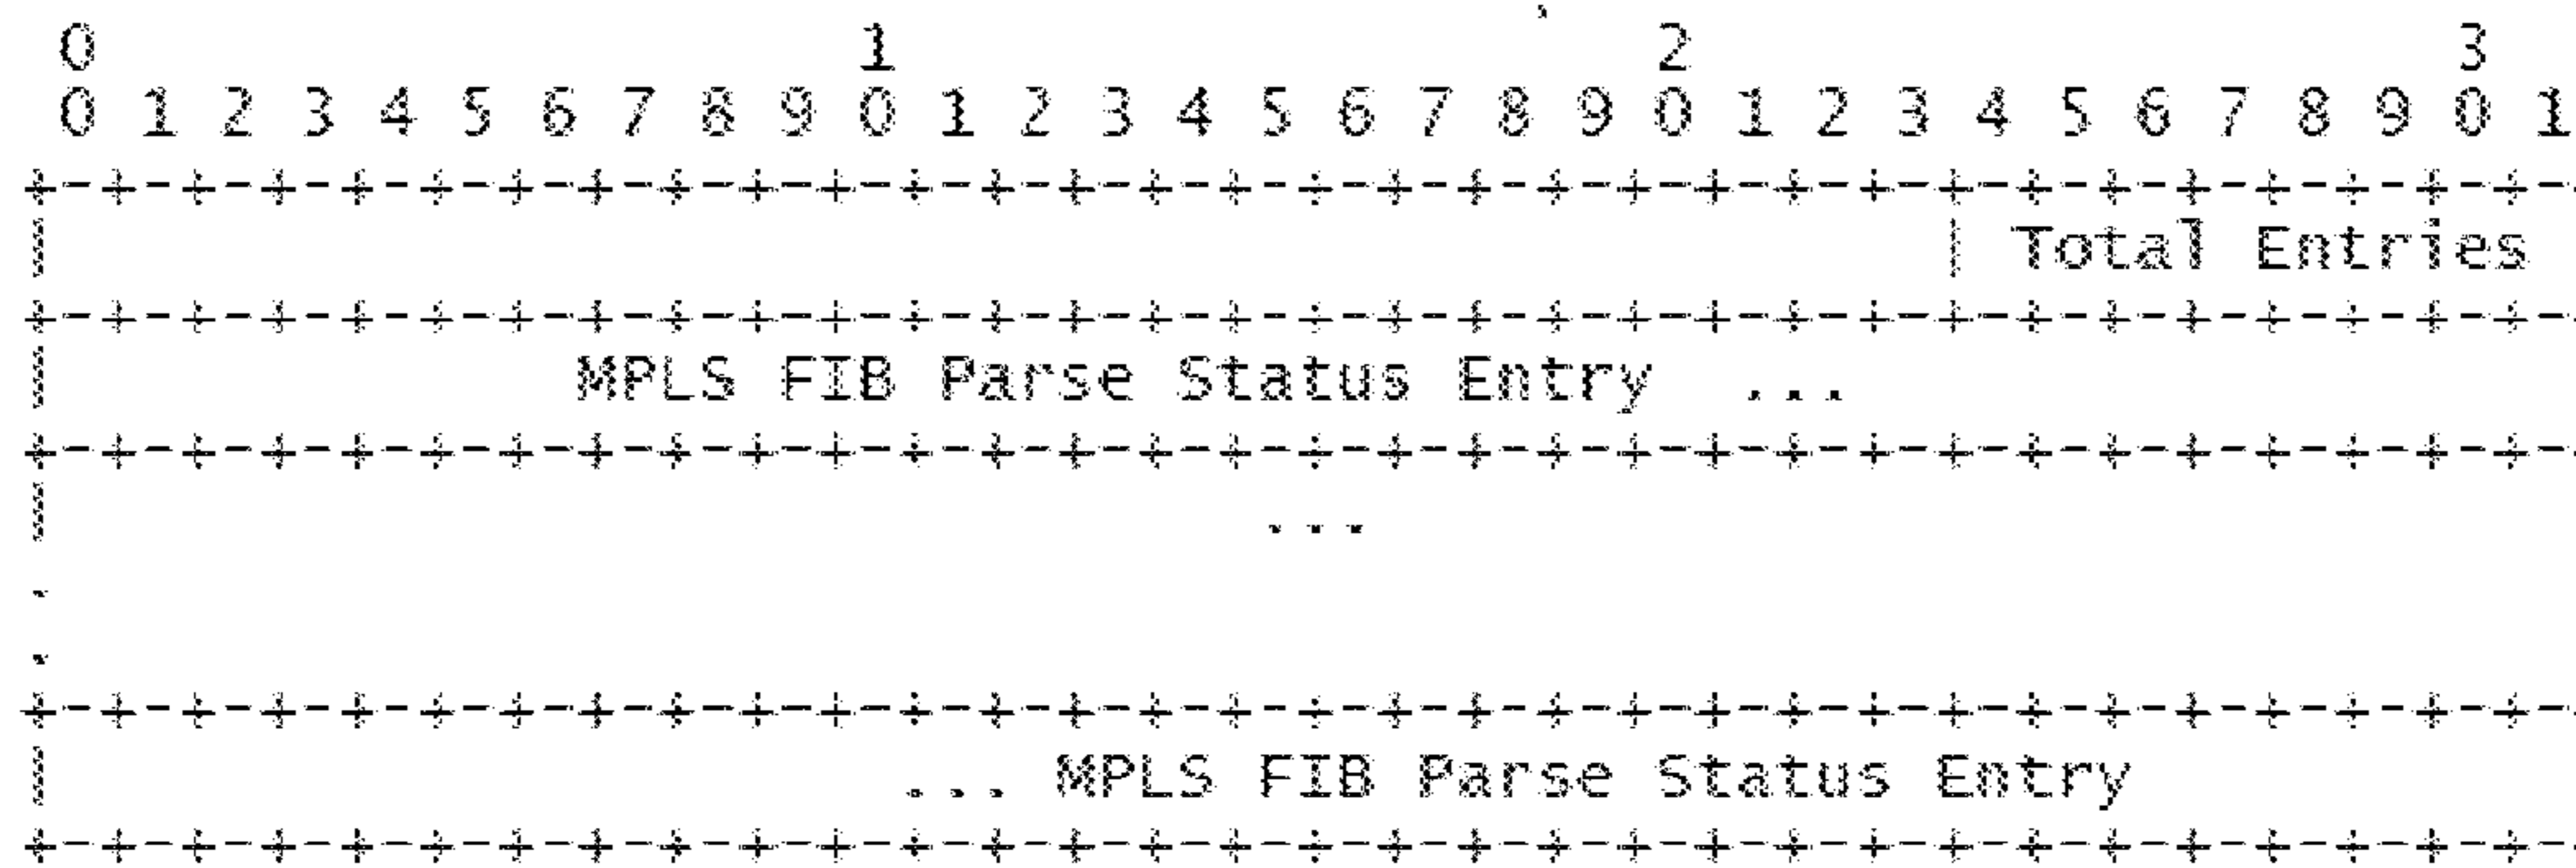 0                   1                   2                   3
 0 1 2 3 4 5 6 7 8 9 0 1 2 3 4 5 6 7 8 9 0 1 2 3 4 5 6 7 8 9 0 1
+-+-+-+-+-+-+-+-+-+-+-+-+-+-+-+-+-+-+-+-+-+-+-+-+-+-+-+-+-+-+-+-
|                                               | Total Entries
+-+-+-+-+-+-+-+-+-+-+-+-+-+-+-+-+-+-+-+-+-+-+-+-+-+-+-+-+-+-+-+-
|             MPLS FIB Parse Status Entry  ...
+-+-+-+-+-+-+-+-+-+-+-+-+-+-+-+-+-+-+-+-+-+-+-+-+-+-+-+-+-+-+-+-
|                              ...
.
.
+-+-+-+-+-+-+-+-+-+-+-+-+-+-+-+-+-+-+-+-+-+-+-+-+-+-+-+-+-+-+-+-
|                     ... MPLS FIB Parse Status Entry
+-+-+-+-+-+-+-+-+-+-+-+-+-+-+-+-+-+-+-+-+-+-+-+-+-+-+-+-+-+-+-+-